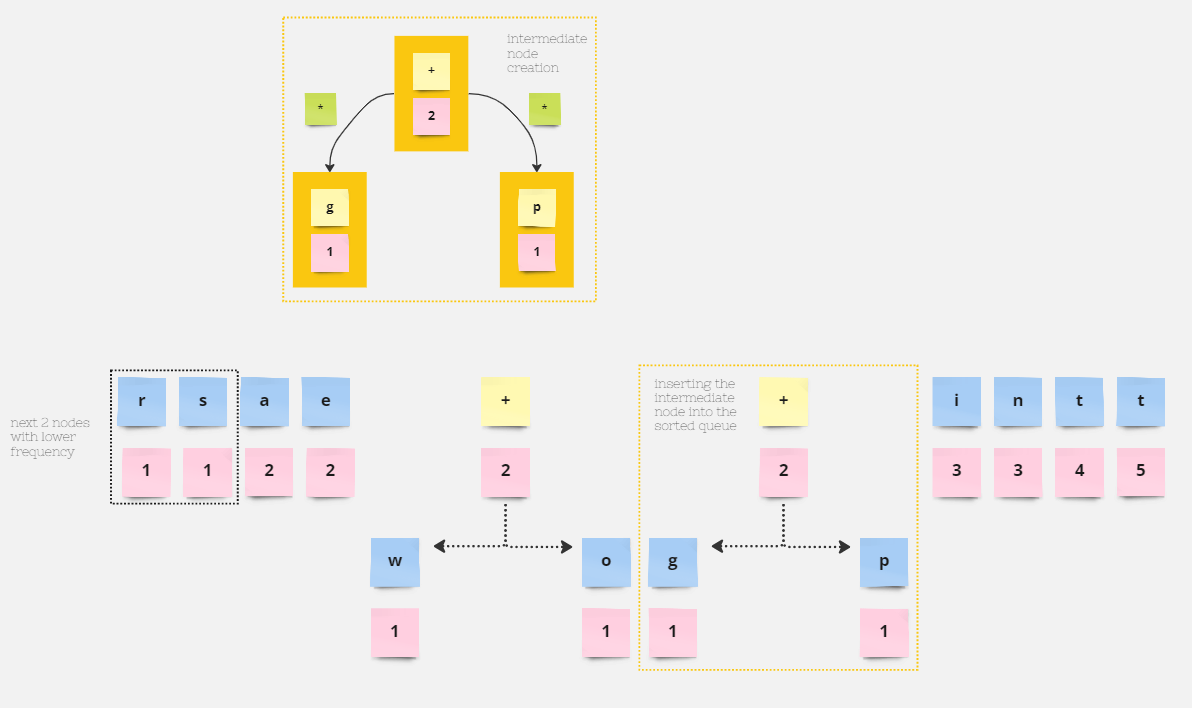 intermediate
node
creation
+
* *
2
g p
1 1
r s a e + inserting the
intermediate
node into the
sorted queue + i n t t
next 2 nodes
with lower
frequency
1 1 2 2 2 2 3 3 4 5
w o g p
1 1 1 1